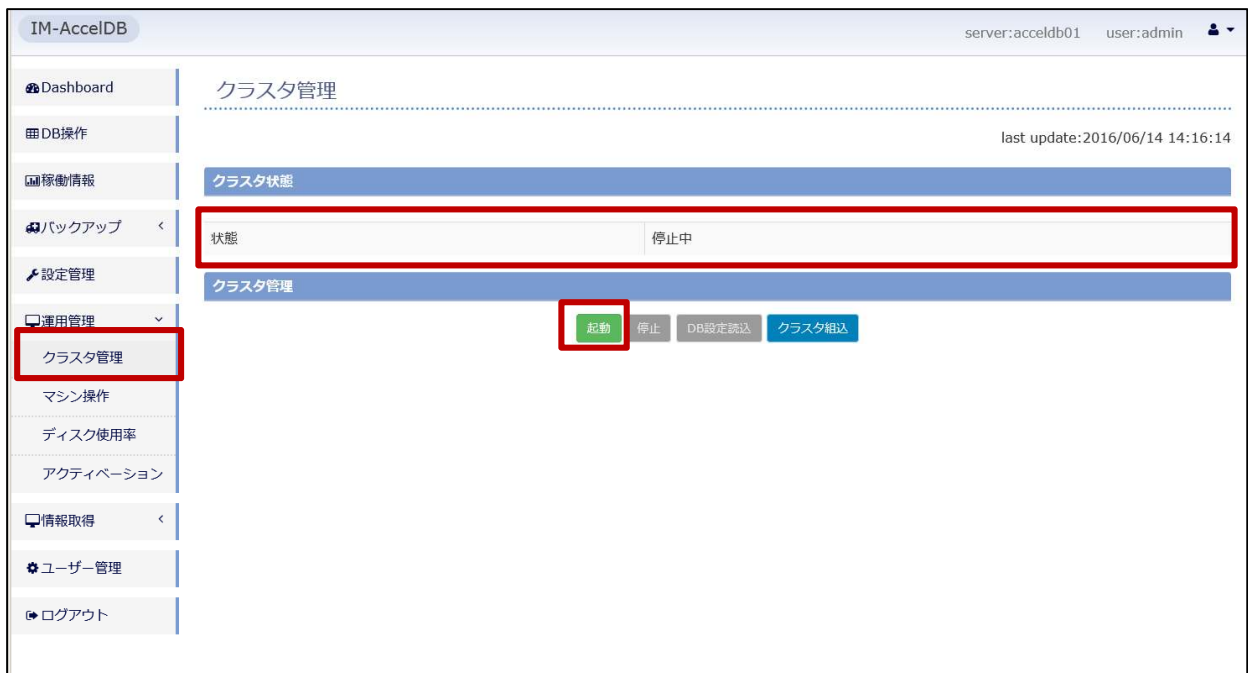 IM-AccelDB
server:acceldb01 user:admin
Dashboard
DB操作
稼働情報
バックアップ
設定管理
運用管理
クラスタ管理
マシン操作
ディスク使用率
アクティベーション
情報取得
ユーザー管理
ログアウト
クラスタ管理
last update:2016/06/14 14:16:14
クラスタ状態
状態 停止中
クラスタ管理
起動 停止 DB設定読込 クラスタ組込